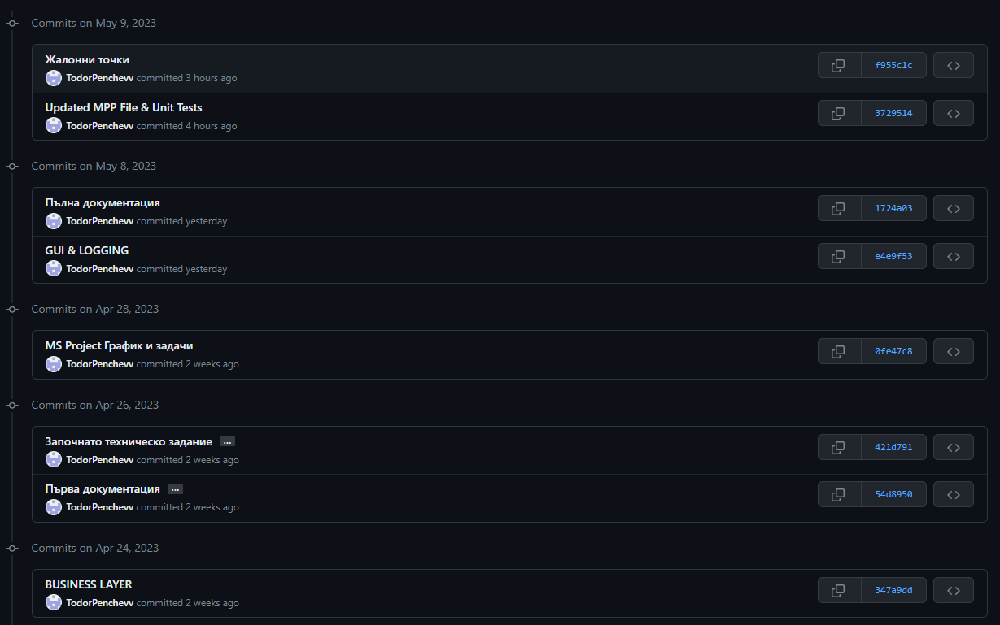 Commits on May 9, 2023
Жалонни точки
TodorPenchevv committed 3 hours ago
f955c1c
Updated MPP File & Unit Tests
TodorPenchevv committed 4 hours ago
3729514
Commits on May 8, 2023
Пълна документация
TodorPenchevv committed yesterday
1724a03
GUI & LOGGING
TodorPenchevv committed yesterday
e4e9f53
Commits on Apr 28, 2023
MS Project График и задачи
TodorPenchevv committed 2 weeks ago
0fe47c8
Commits on Apr 26, 2023
Започнато техническо задание ...
TodorPenchevv committed 2 weeks ago
421d791
Първа документация ...
TodorPenchevv committed 2 weeks ago
54d8950
Commits on Apr 24, 2023
BUSINESS LAYER
TodorPenchevv committed 2 weeks ago
347a9dd